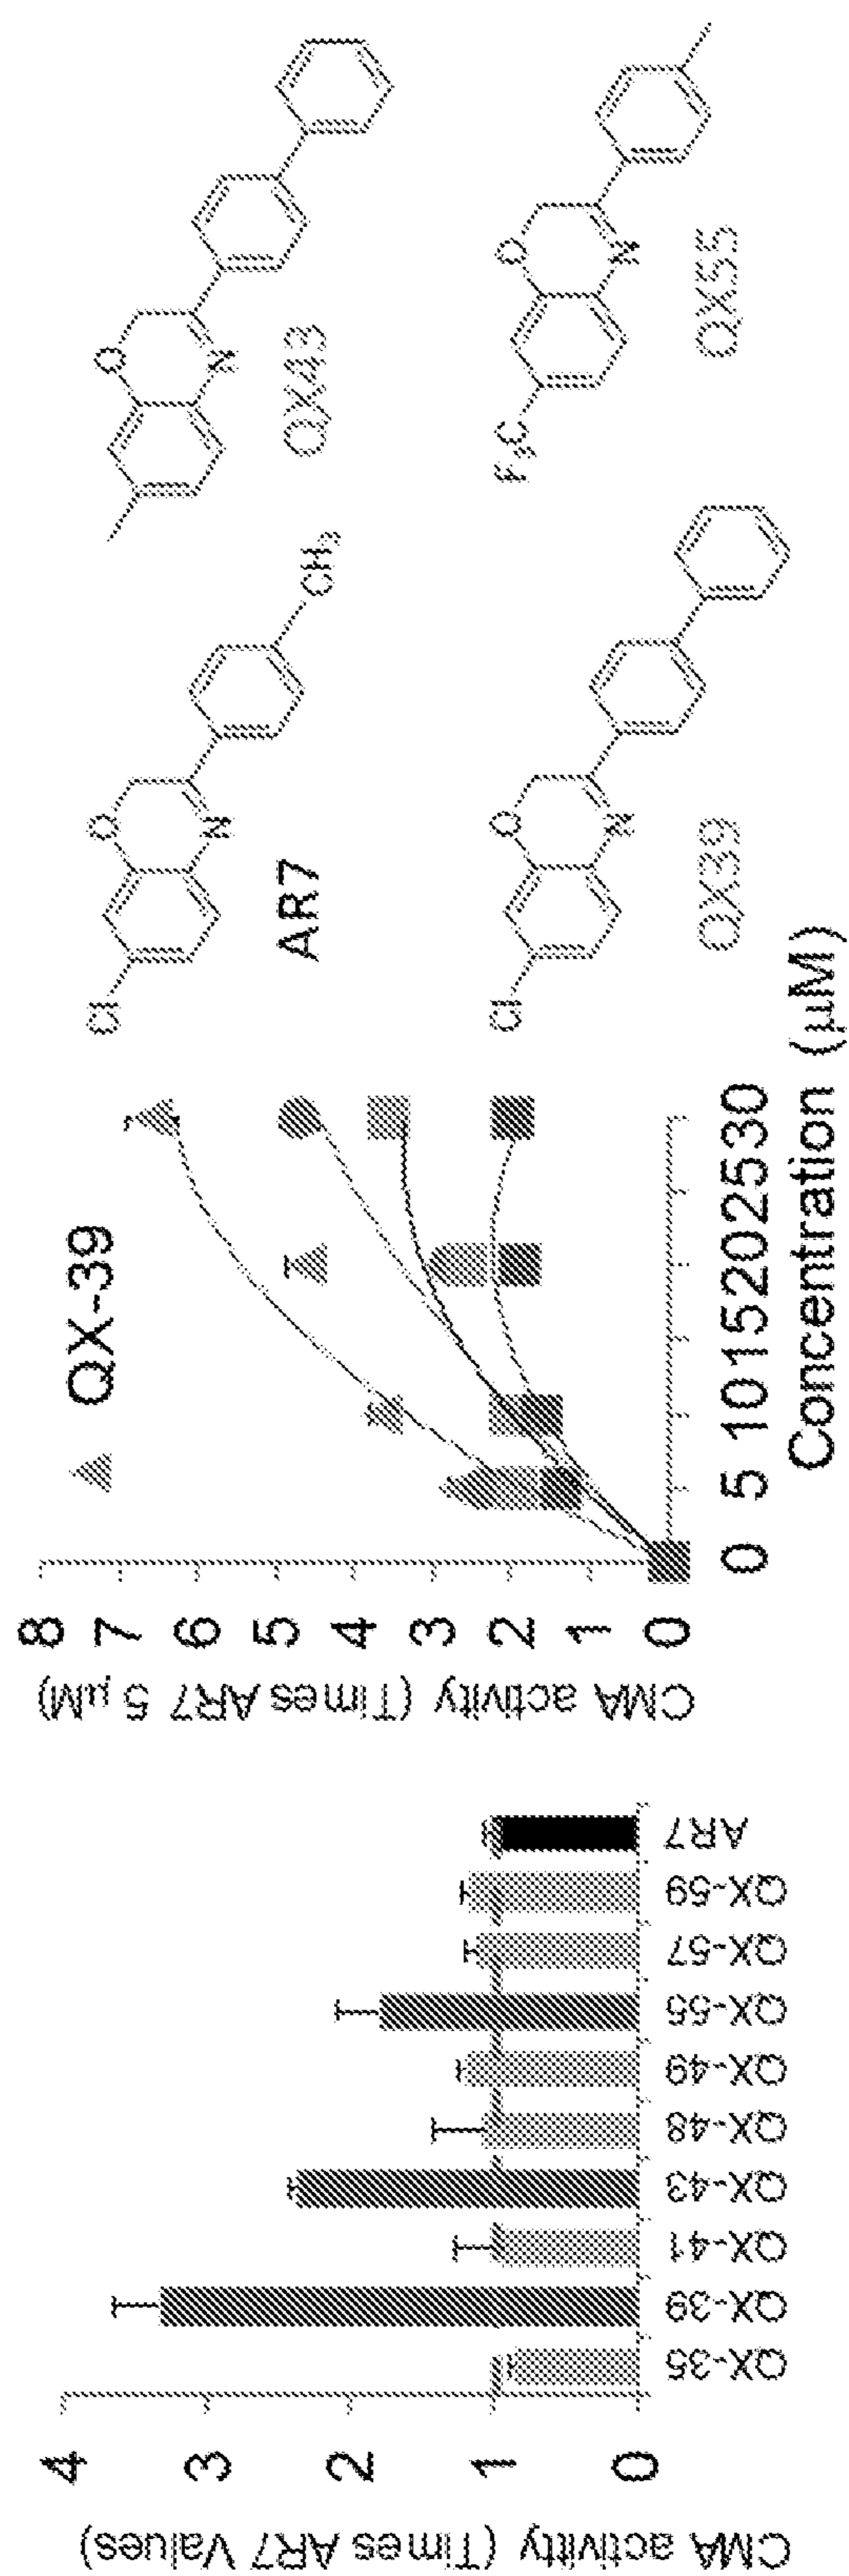 CMA activity (Times AR7 Values)
4
3
2
1
0
QX-35
QX-39
QX-41
QX-43
QX-48
QX-49
QX-55
QX-57
QX-59
AR7
CMA activity (Times AR7 5 µM)
8
7
6
5
4
3
2
1
0
QX-39
0 5 10 15 20 25 30
Concentration (µM)
Cl
O
N
CH₃
AR7
O
N
QX43
Cl
O
N
QX39
F₃C
O
N
QX55